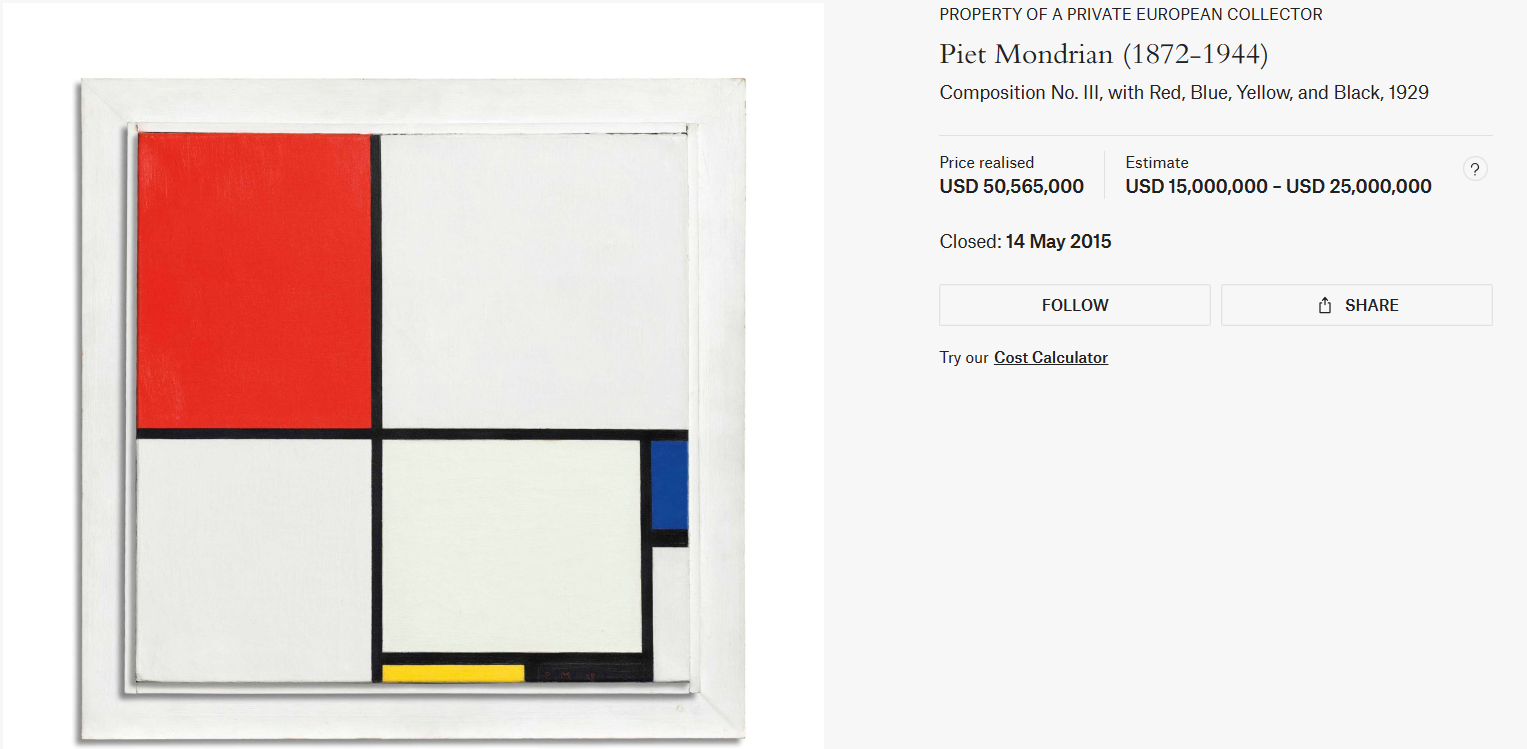 PROPERTY OF A PRIVATE EUROPEAN COLLECTOR
Piet Mondrian (1872-1944)
Composition No. III, with Red, Blue, Yellow, and Black, 1929
Price realised
USD 50,565,000
Estimate
USD 15,000,000 – USD 25,000,000
?
Closed: 14 May 2015
FOLLOW
SHARE
Try our Cost Calculator